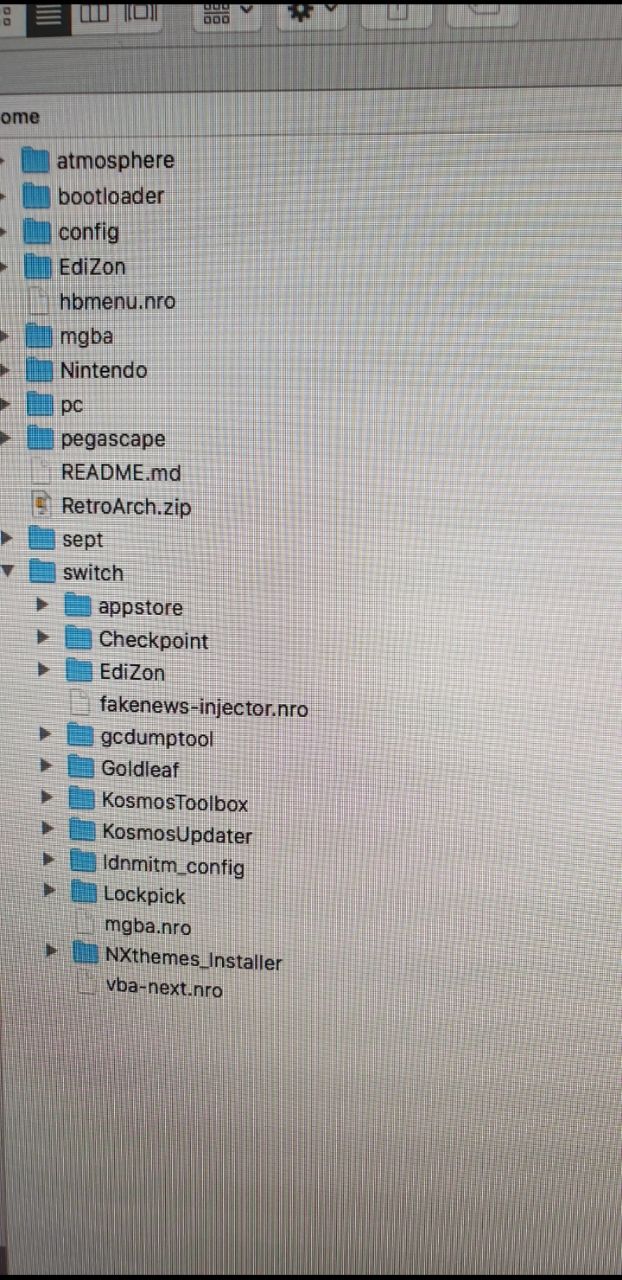 ome
atmosphere
bootloader
config
EdiZon
hbmenu.nro
mgba
Nintendo
pc
pegascape
README.md
RetroArch.zip
sept
switch
appstore
Checkpoint
EdiZon
fakenews-injector.nro
gcdumptool
Goldleaf
KosmosToolbox
KosmosUpdater
ldnmitm_config
Lockpick
mgba.nro
NXthemes_Installer
vba-next.nro